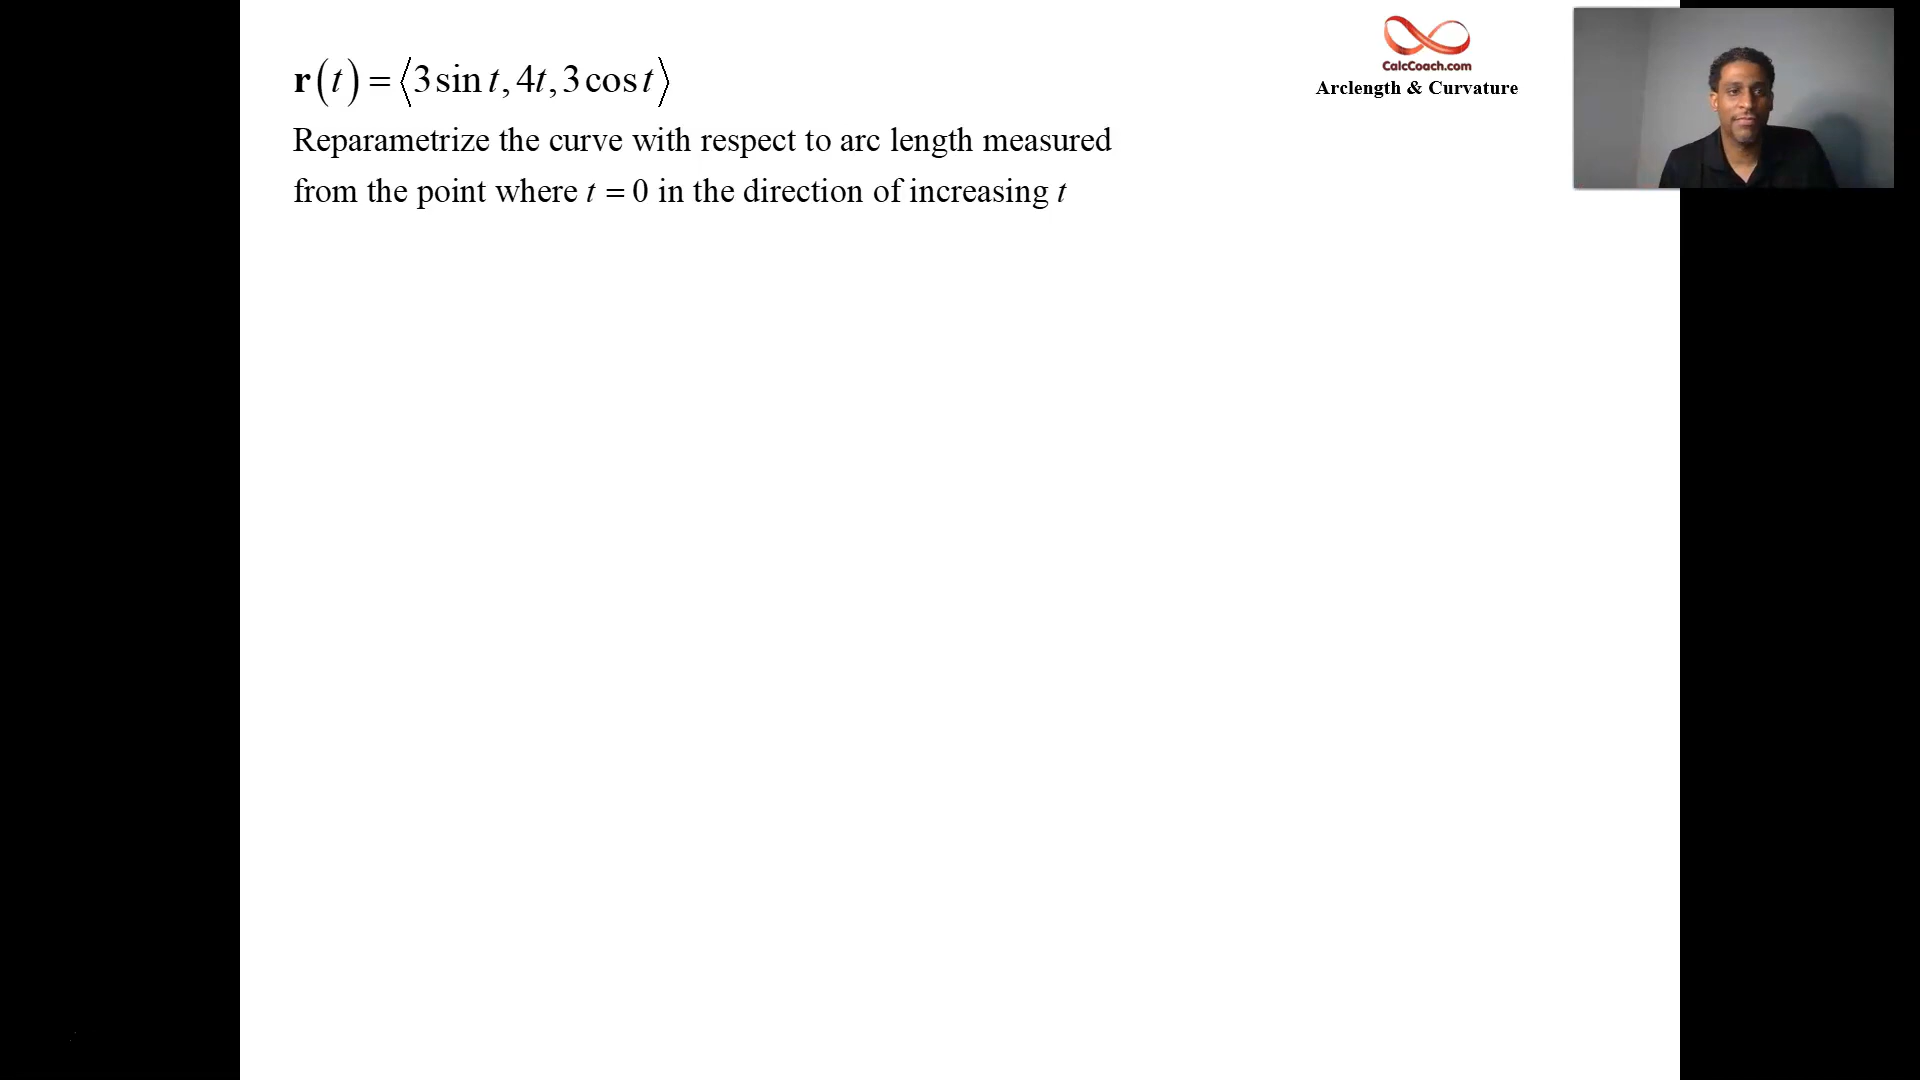 r(t) = ⟨3 sin t, 4t, 3 cos t⟩
Reparametrize the curve with respect to arc length measured
from the point where t = 0 in the direction of increasing t
CalcCoach.com
Arclength & Curvature